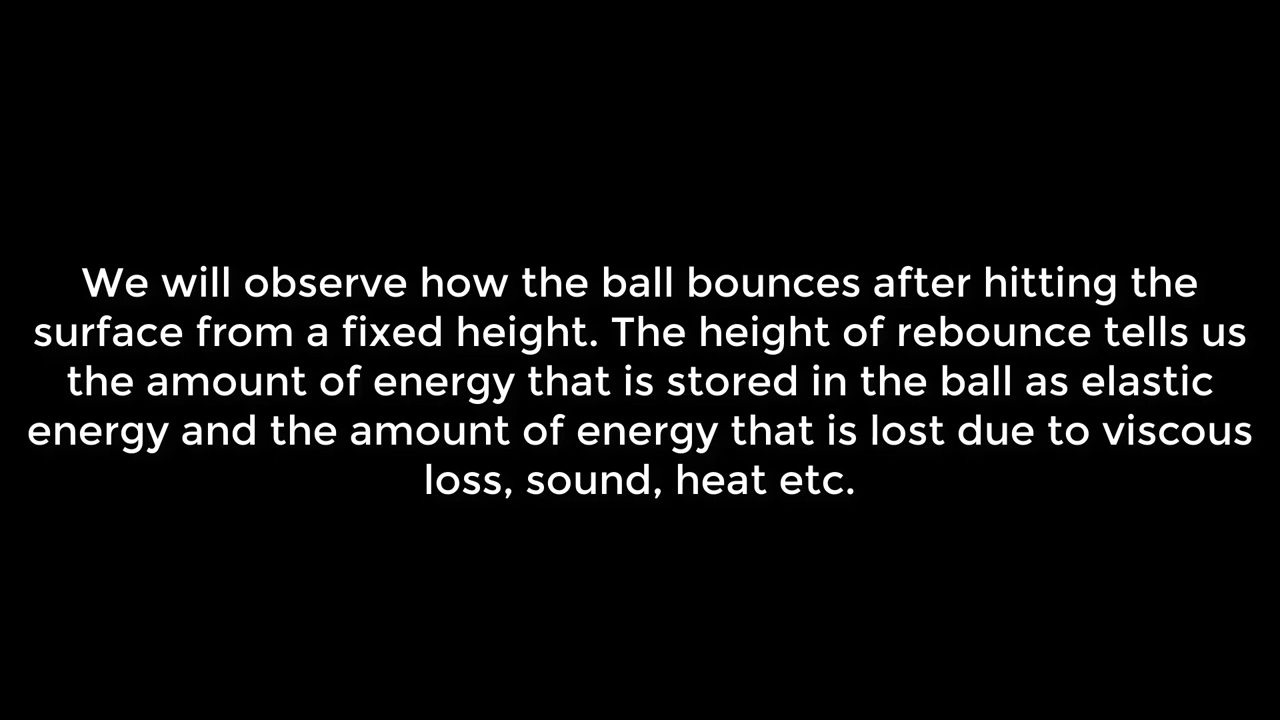 We will observe how the ball bounces after hitting the
surface from a fixed height. The height of rebounce tells us
the amount of energy that is stored in the ball as elastic
energy and the amount of energy that is lost due to viscous
loss, sound, heat etc.